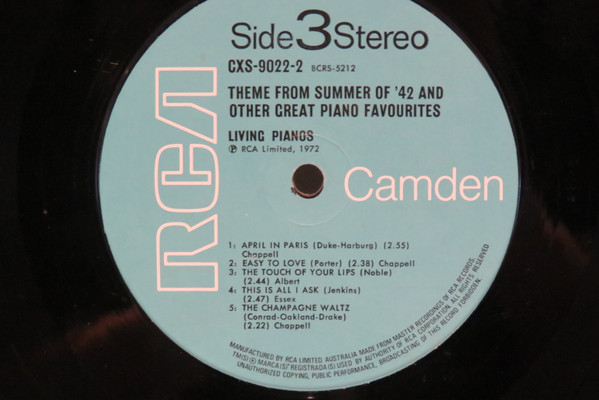 Side 3 Stereo
CXS-9022-2 BCRS-5212
THEME FROM SUMMER OF '42 AND
OTHER GREAT PIANO FAVOURITES
LIVING PIANOS
Ⓟ RCA Limited, 1972
RCA
Camden
1: APRIL IN PARIS (Duke-Harburg) (2.55)
Chappell
2: EASY TO LOVE (Porter) (2.38) Chappell
3: THE TOUCH OF YOUR LIPS (Noble)
(2.44) Albert
4: THIS IS ALL I ASK (Jenkins)
(2.47) Essex
5: THE CHAMPAGNE WALTZ
(Conrad-Oakland-Drake)
(2.22) Chappell
MANUFACTURED BY RCA LIMITED AUSTRALIA MADE FROM MASTER RECORDINGS OF RCA RECORDS.
TM(S) ® MARCA(S) REGISTRADA(S) USED BY AUTHORITY OF RCA CORPORATION. ALL RIGHTS RESERVED
UNAUTHORIZED COPYING, PUBLIC PERFORMANCE, BROADCASTING OF THIS RECORD FORBIDDEN.